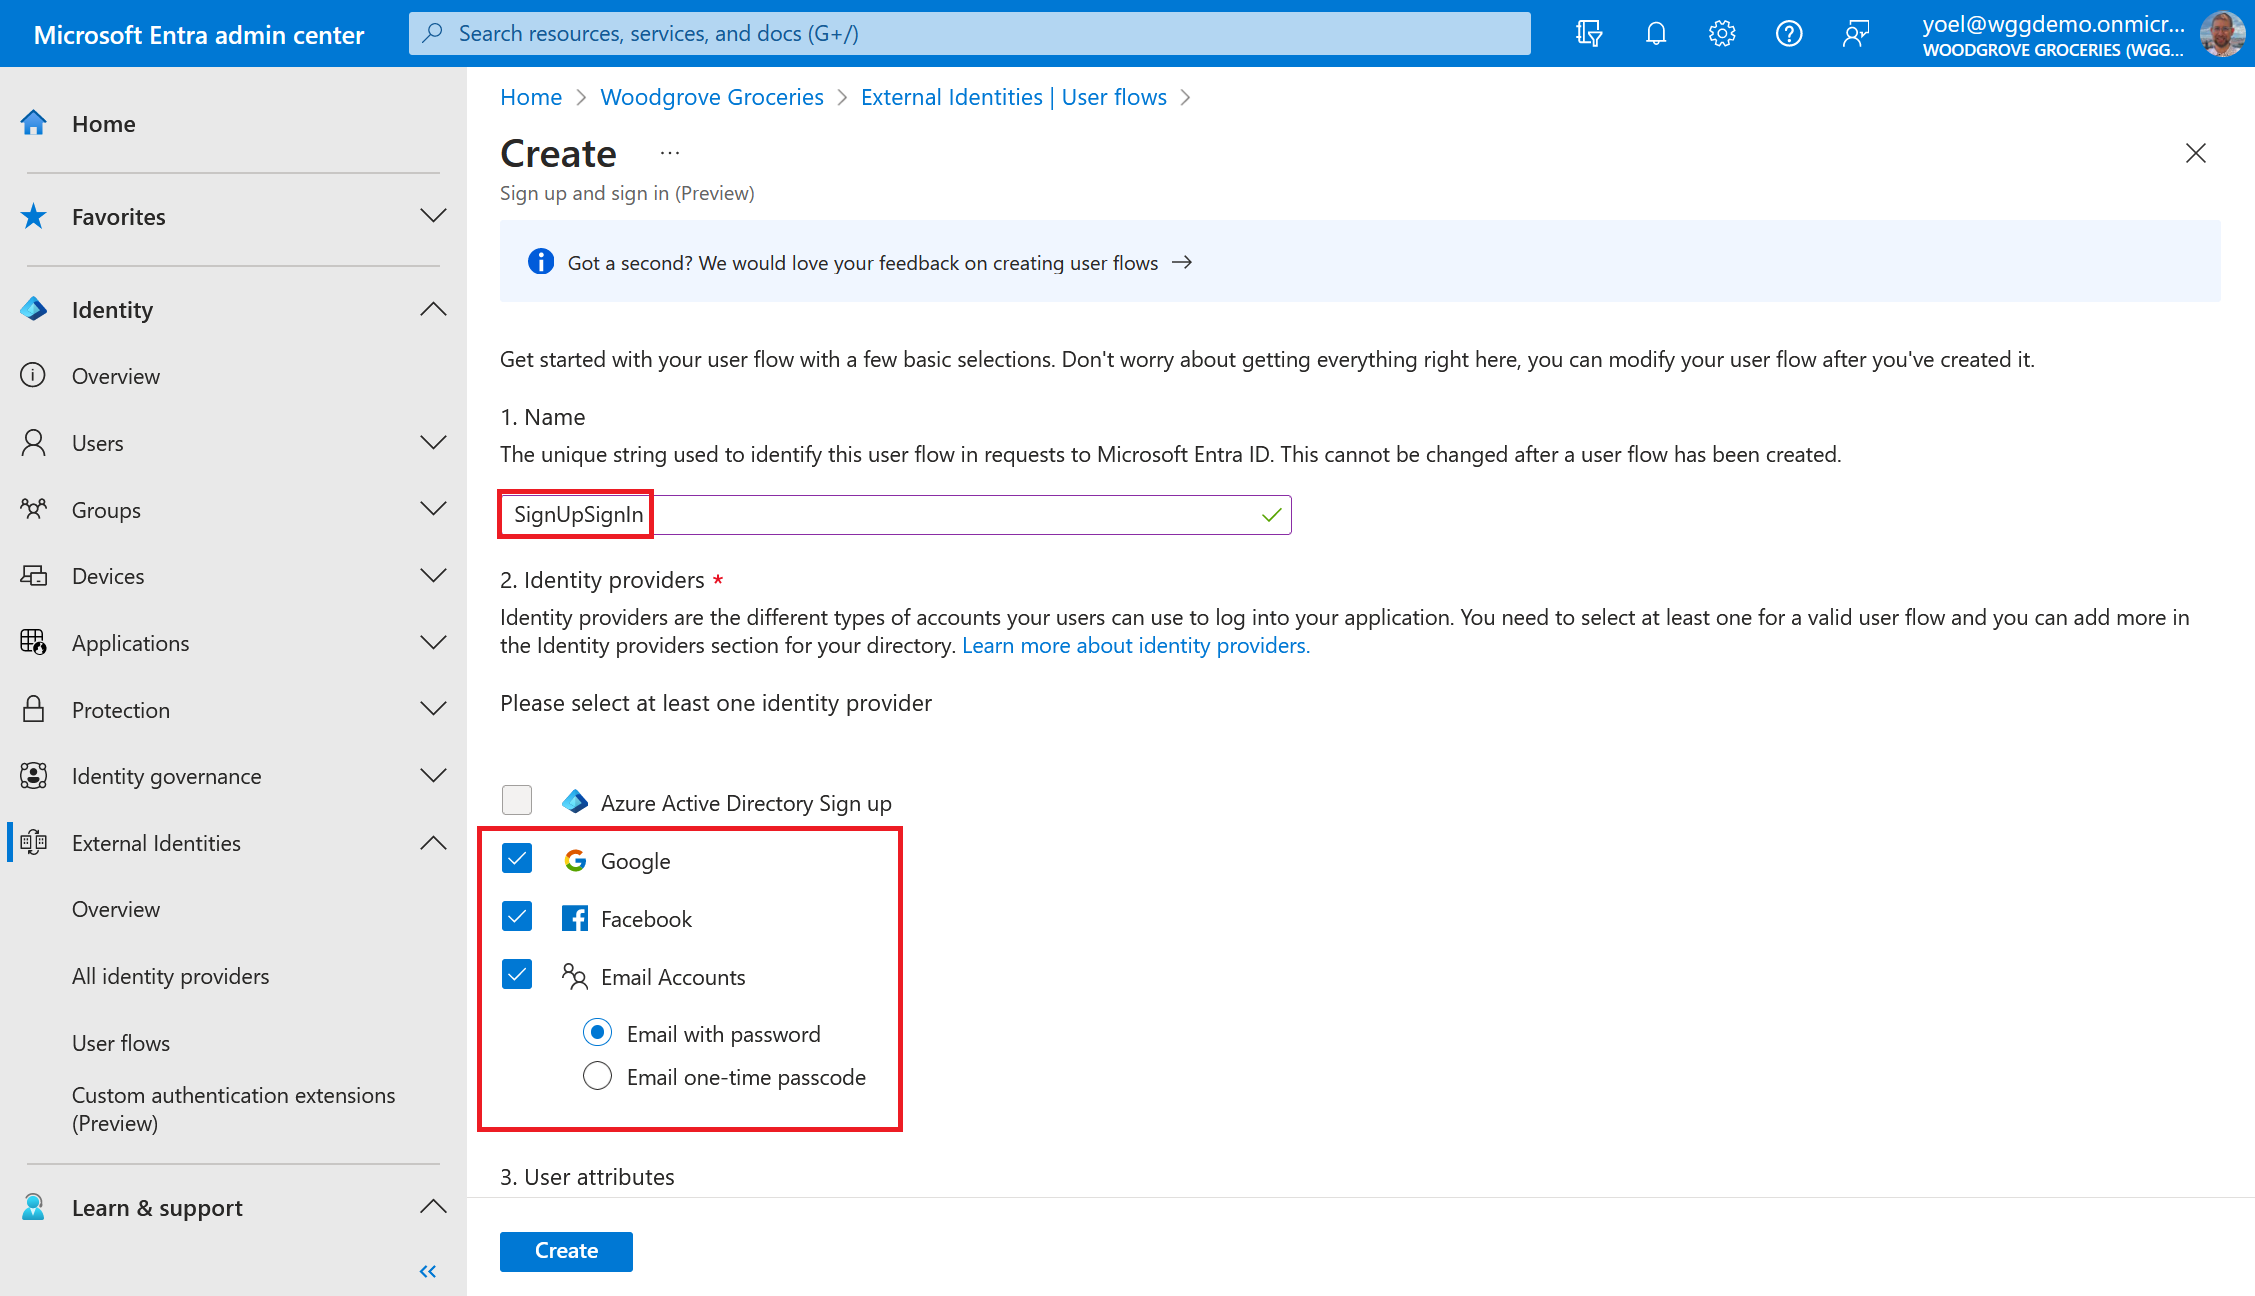 Microsoft Entra admin center
Search resources, services, and docs (G+/)
yoel@wggdemo.onmicr...
WOODGROVE GROCERIES (WGG...
Home
Favorites
Identity
Overview
Users
Groups
Devices
Applications
Protection
Identity governance
External Identities
Overview
All identity providers
User flows
Custom authentication extensions
(Preview)
Learn & support
Home > Woodgrove Groceries > External Identities | User flows >
Create ...
Sign up and sign in (Preview)
Got a second? We would love your feedback on creating user flows →
Get started with your user flow with a few basic selections. Don't worry about getting everything right here, you can modify your user flow after you've created it.
1. Name
The unique string used to identify this user flow in requests to Microsoft Entra ID. This cannot be changed after a user flow has been created.
SignUpSignIn
2. Identity providers *
Identity providers are the different types of accounts your users can use to log into your application. You need to select at least one for a valid user flow and you can add more in
the Identity providers section for your directory. Learn more about identity providers.
Please select at least one identity provider
Azure Active Directory Sign up
Google
Facebook
Email Accounts
Email with password
Email one-time passcode
3. User attributes
Create